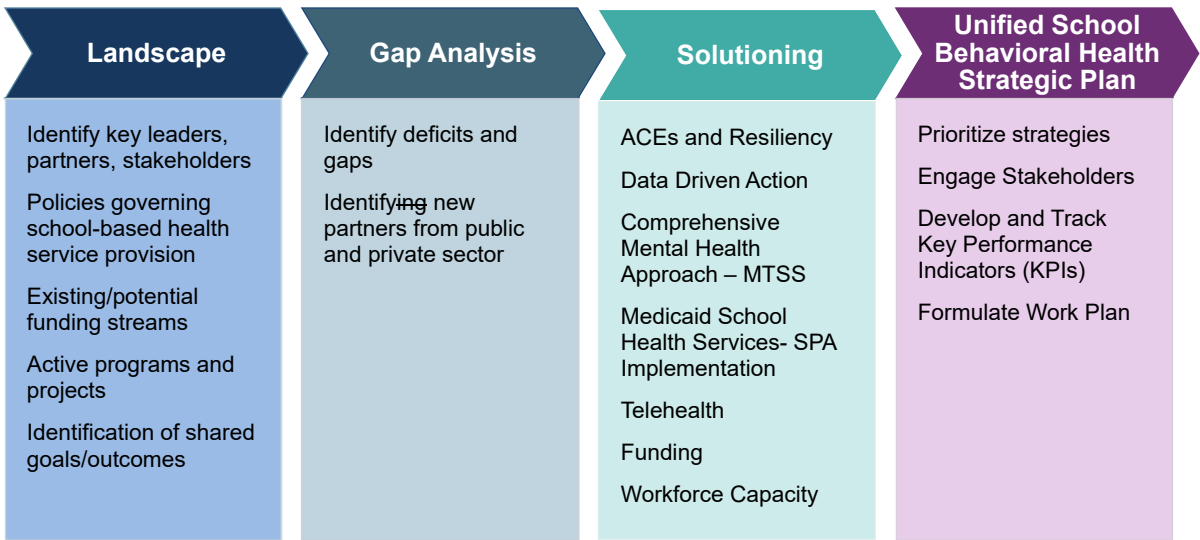 Landscape
Identify key leaders,
partners, stakeholders
Policies governing
school-based health
service provision
Existing/potential
funding streams
Active programs and
projects
Identification of shared
goals/outcomes
Gap Analysis
Identify deficits and
gaps
Identifying new
partners from public
and private sector
Solutioning
ACEs and Resiliency
Data Driven Action
Comprehensive
Mental Health
Approach – MTSS
Medicaid School
Health Services- SPA
Implementation
Telehealth
Funding
Workforce Capacity
Unified School
Behavioral Health
Strategic Plan
Prioritize strategies
Engage Stakeholders
Develop and Track
Key Performance
Indicators (KPIs)
Formulate Work Plan